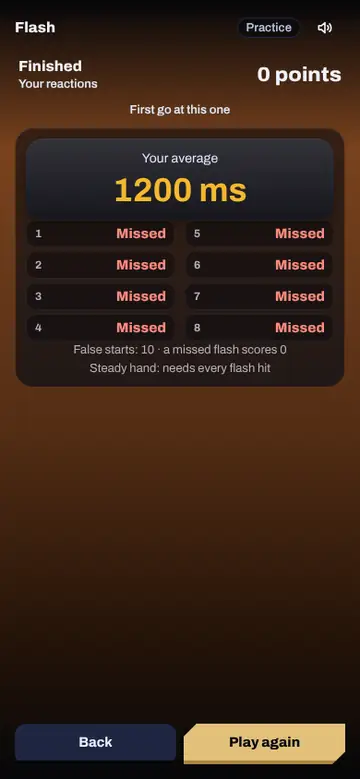 Flash
Practice
Finished
Your reactions
0 points
First go at this one
Your average
1200 ms
1 Missed
5 Missed
2 Missed
6 Missed
3 Missed
7 Missed
4 Missed
8 Missed
False starts: 10 · a missed flash scores 0
Steady hand: needs every flash hit
Back
Play again